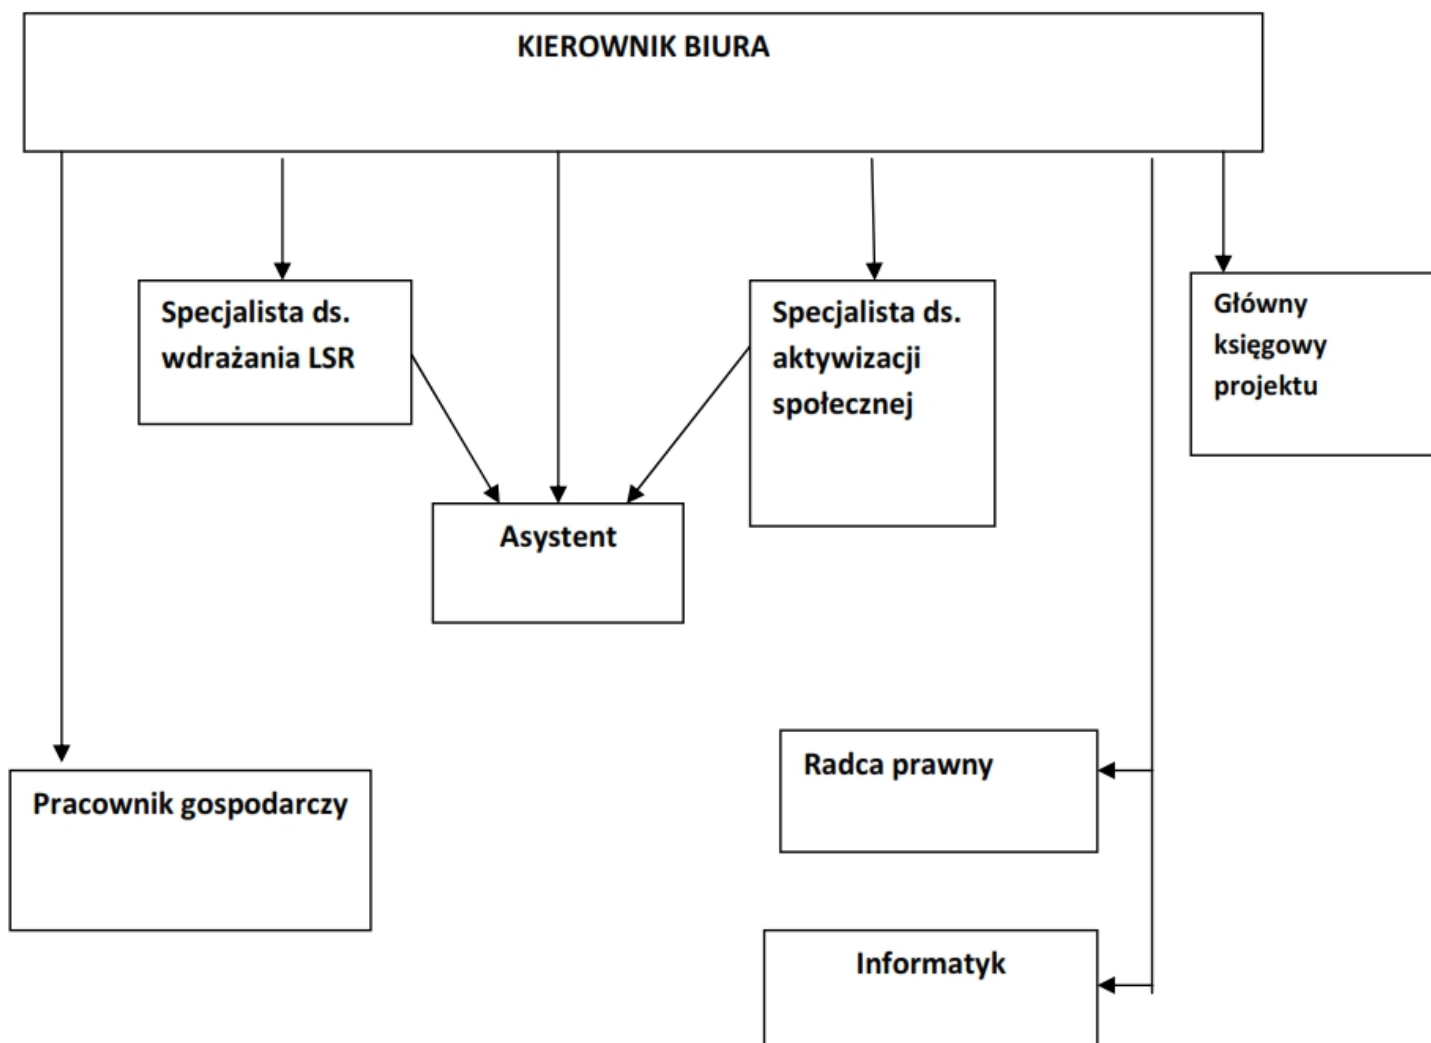 KIEROWNIK BIURA
Specjalista ds.
wdrażania LSR
Specjalista ds.
aktywizacji
społecznej
Główny
księgowy
projektu
Asystent
Radca prawny
Pracownik gospodarczy
Informatyk